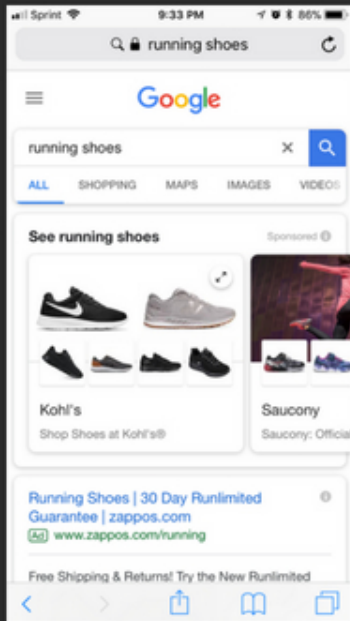 Sprint 9:33 PM 86%
running shoes
Google
running shoes
ALL SHOPPING MAPS IMAGES VIDEOS
See running shoes Sponsored
Kohl's Saucony
Shop Shoes at Kohl's® Saucony: Officia
Running Shoes | 30 Day Runlimited
Guarantee | zappos.com
Ad www.zappos.com/running
Free Shipping & Returns! Try the New Runlimited